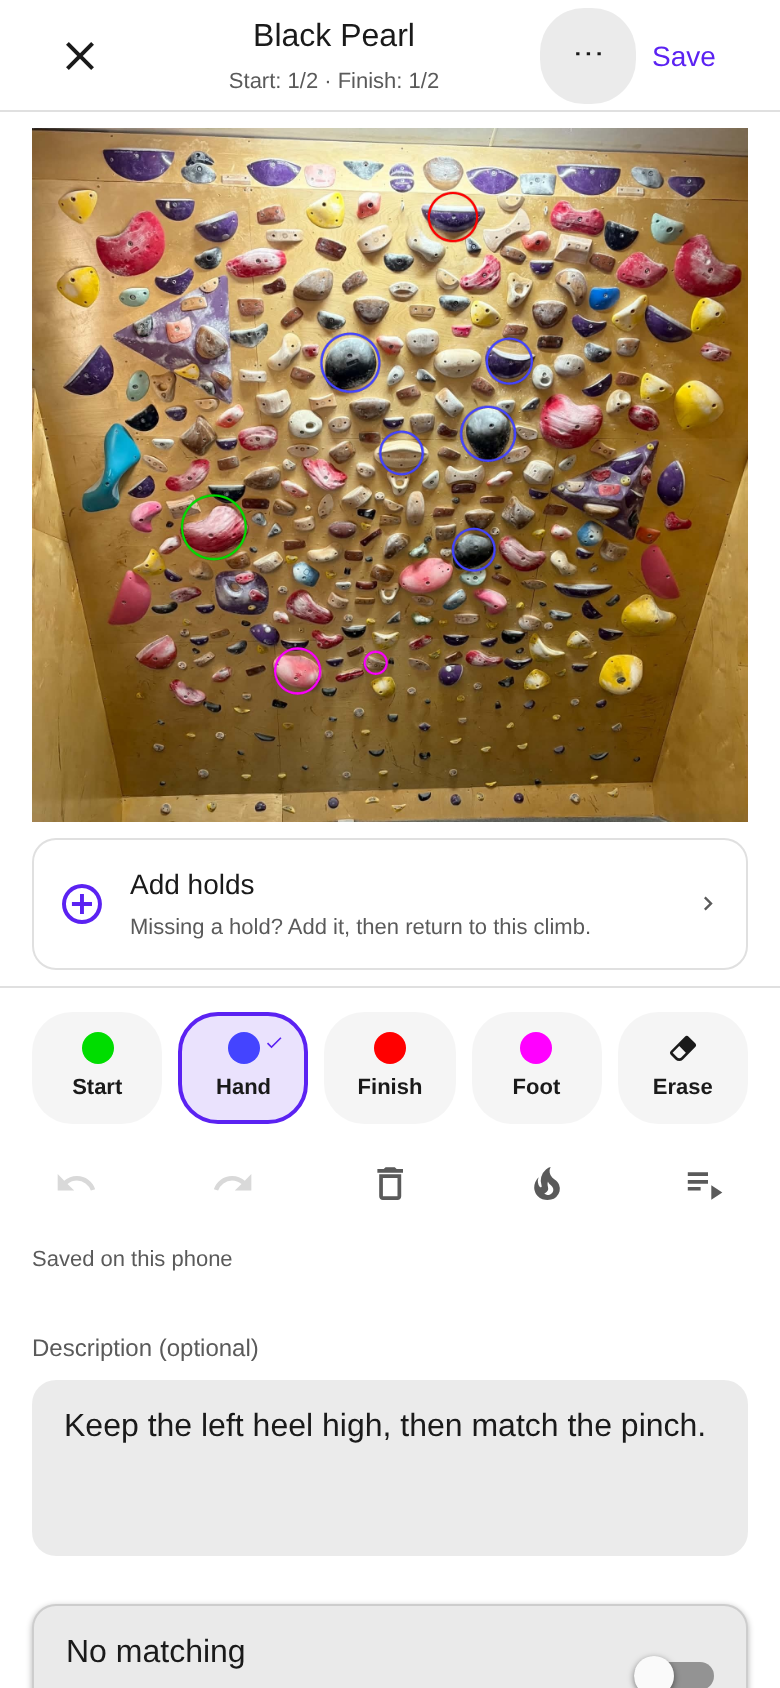 Black Pearl
Start: 1/2 · Finish: 1/2
Save
Add holds
Missing a hold? Add it, then return to this climb.
Start
Hand
Finish
Foot
Erase
Saved on this phone
Description (optional)
Keep the left heel high, then match the pinch.
No matching